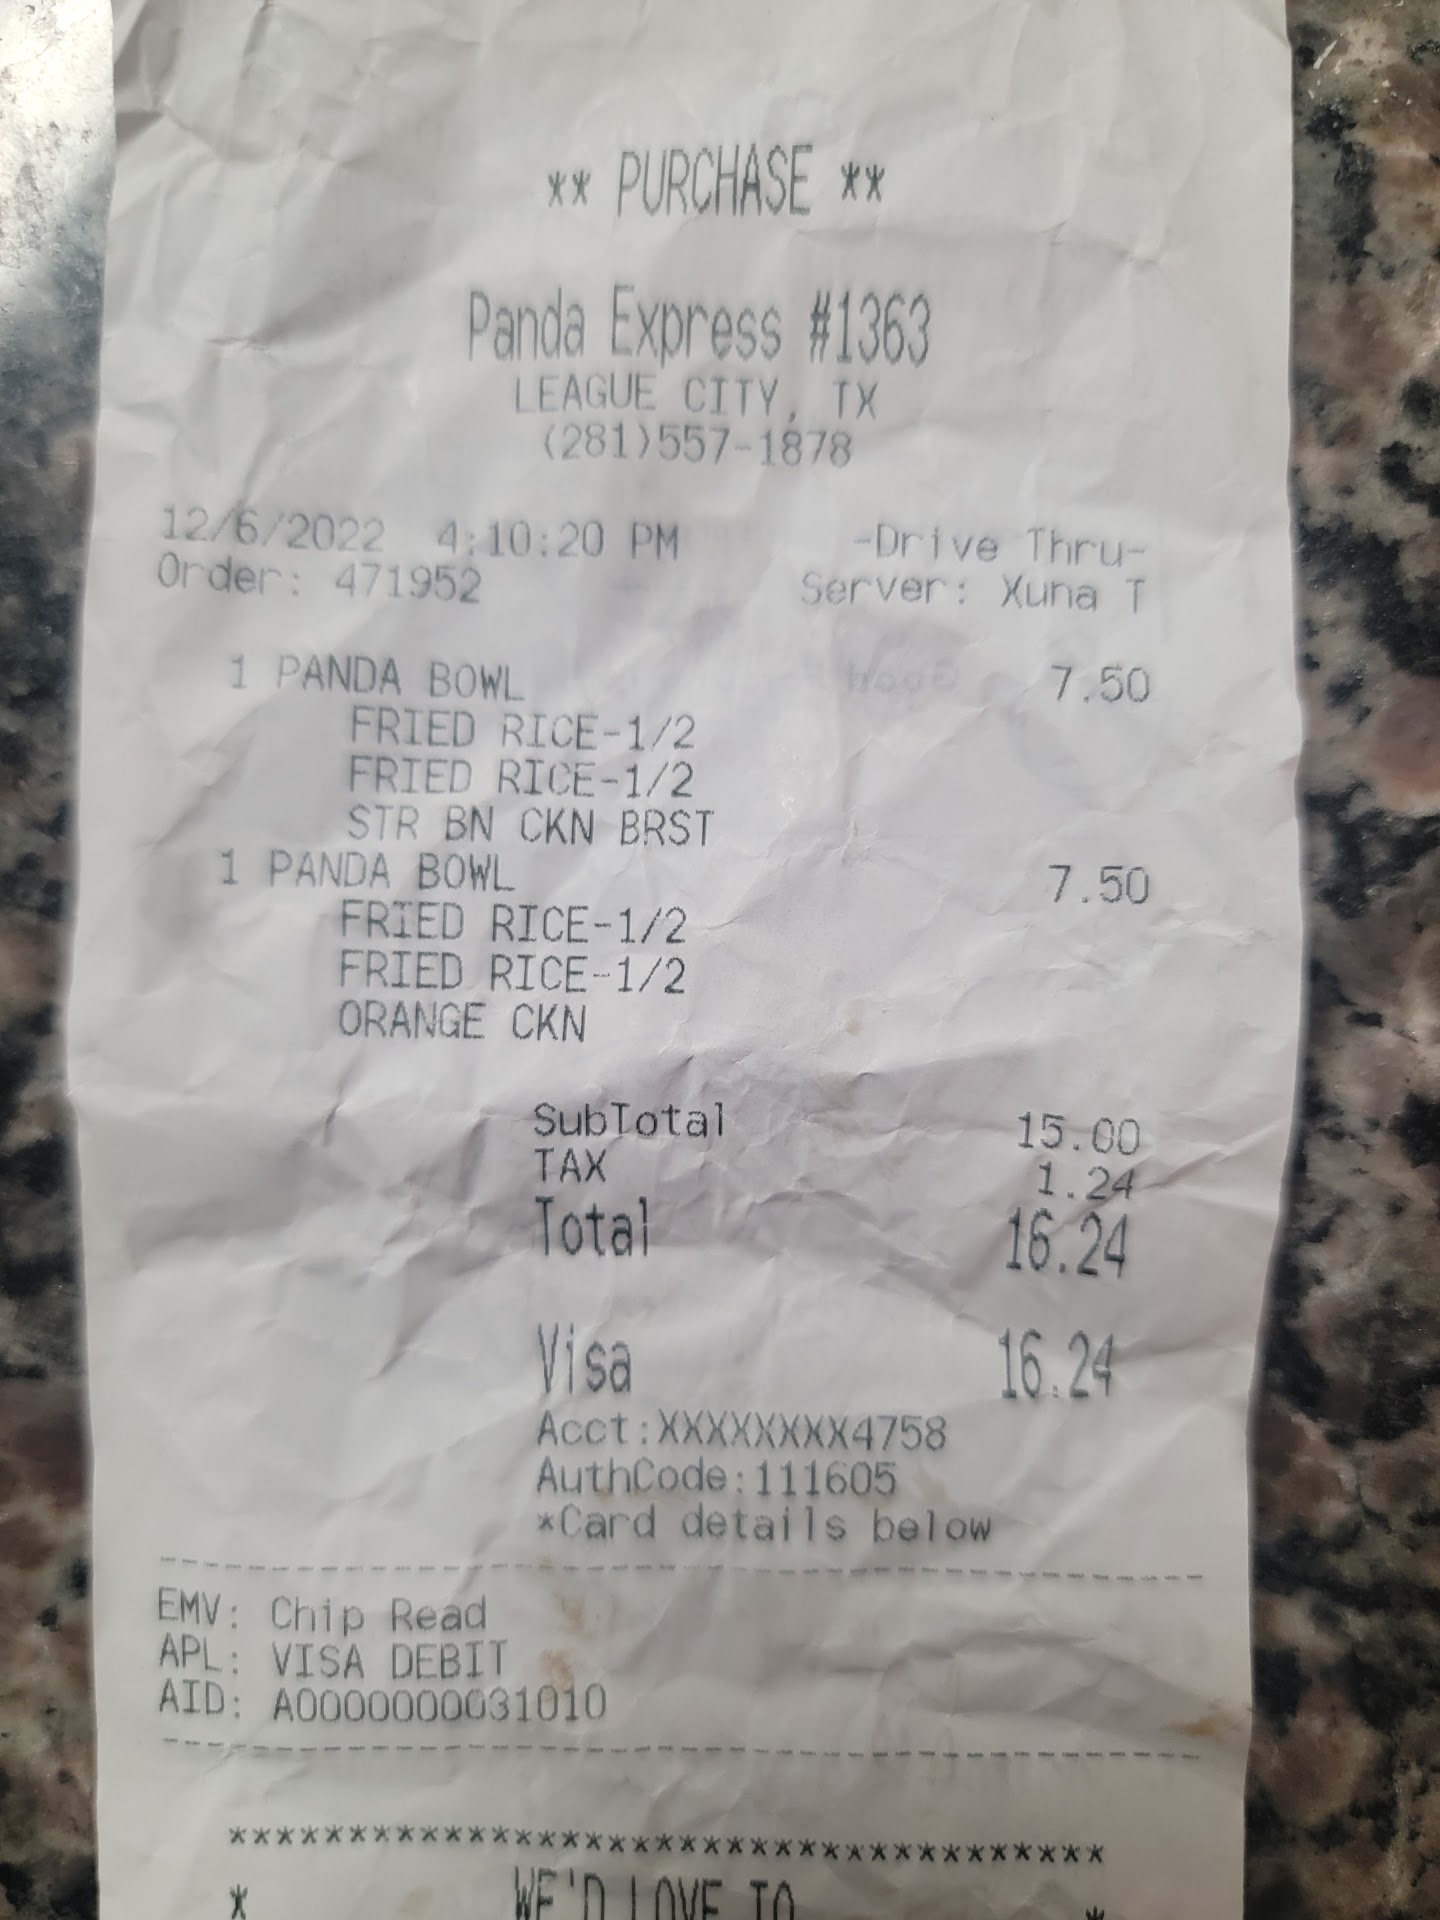 ** PURCHASE **
Panda Express #1363
LEAGUE CITY, TX
(281)557-1878
12/6/2022 4:10:20 PM -Drive Thru-
Order: 471952 Server: Xuna T
1 PANDA BOWL 7.50
FRIED RICE-1/2
FRIED RICE-1/2
STR BN CKN BRST
1 PANDA BOWL 7.50
FRIED RICE-1/2
FRIED RICE-1/2
ORANGE CKN
SubTotal 15.00
TAX 1.24
Total 16.24
Visa 16.24
Acct:XXXXXXXX4758
AuthCode:111605
*Card details below
--------------------------------------------
EMV: Chip Read
APL: VISA DEBIT
AID: A0000000031010
--------------------------------------------
*************************************
* WE'D LOVE TO *